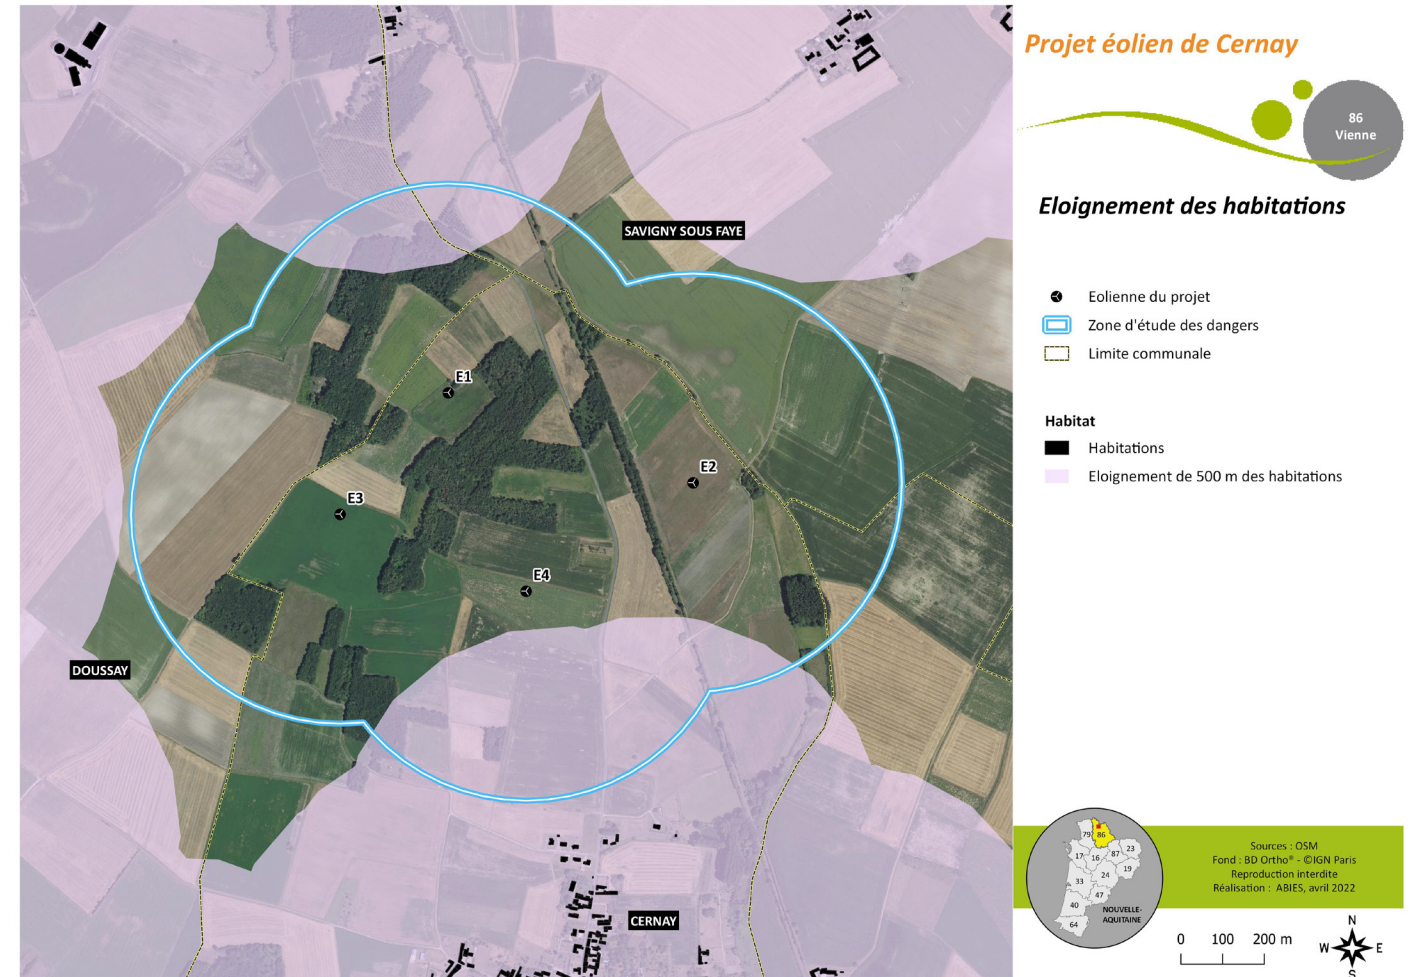 Projet éolien de Cernay
86
Vienne
Eloignement des habitations
Eolienne du projet
Zone d'étude des dangers
Limite communale
Habitat
Habitations
Eloignement de 500 m des habitations
SAVIGNY SOUS FAYE
E1
E2
E3
E4
DOUSSAY
CERNAY
79
86
17
16
87
23
19
24
33
47
40
64
NOUVELLE-
AQUITAINE
Sources : OSM
Fond : BD Ortho® - ©IGN Paris
Reproduction interdite
Réalisation : ABIES, avril 2022
0 100 200 m
N
W E
S